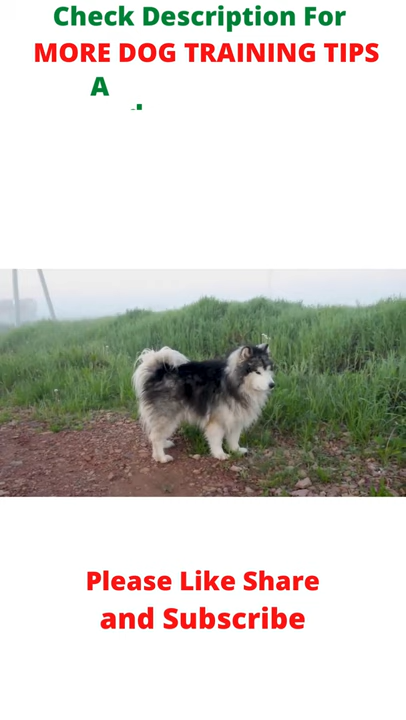 Check Description For
MORE DOG TRAINING TIPS
A
Please Like Share
and Subscribe